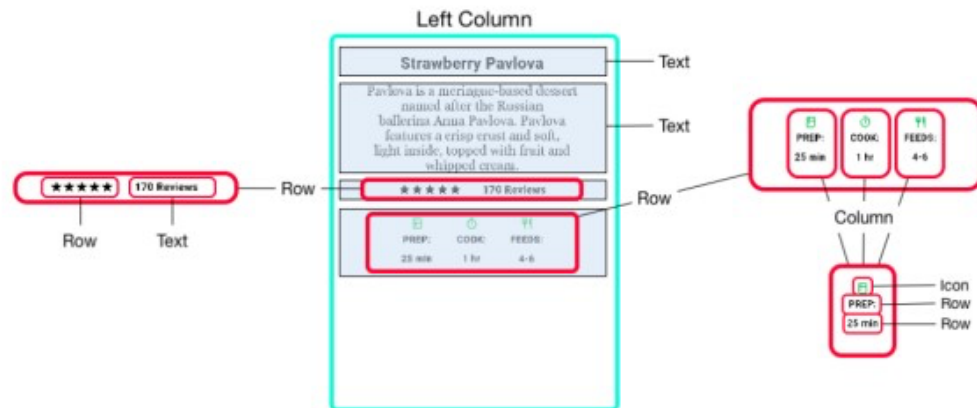 Left Column
Strawberry Pavlova
Text
Pavlova is a meringue-based dessert
named after the Russian
ballerina Anna Pavlova. Pavlova
features a crisp crust and soft,
light inside, topped with fruit and
whipped cream.
Text
★★★★★ 170 Reviews
Row
Row Text
★★★★★ 170 Reviews
Row
PREP: COOK: FEEDS:
25 min 1 hr 4-6
PREP: COOK: FEEDS:
25 min 1 hr 4-6
Column
Icon
PREP:
Row
25 min
Row